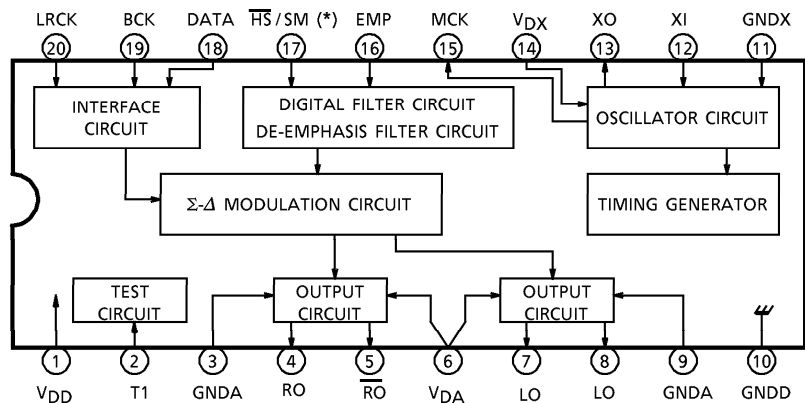 LRCK BCK DATA H̅S̅/SM (*) EMP MCK VDX XO XI GNDX
20 19 18 17 16 15 14 13 12 11
INTERFACE
CIRCUIT
DIGITAL FILTER CIRCUIT
DE-EMPHASIS FILTER CIRCUIT
OSCILLATOR CIRCUIT
Σ-Δ MODULATION CIRCUIT
TIMING GENERATOR
TEST
CIRCUIT
OUTPUT
CIRCUIT
OUTPUT
CIRCUIT
1 2 3 4 5 6 7 8 9 10
VDD T1 GNDA RO R̅O̅ VDA LO LO GNDA GNDD